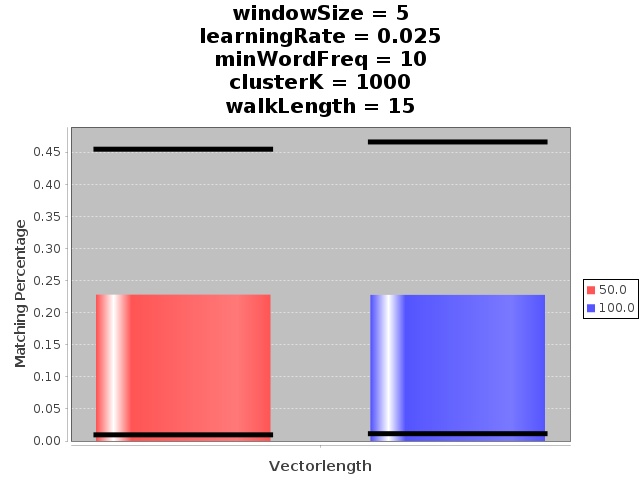 windowSize = 5
learningRate = 0.025
minWordFreq = 10
clusterK = 1000
walkLength = 15
Matching Percentage
0.45
0.40
0.35
0.30
0.25
0.20
0.15
0.10
0.05
0.00
Vectorlength
50.0
100.0